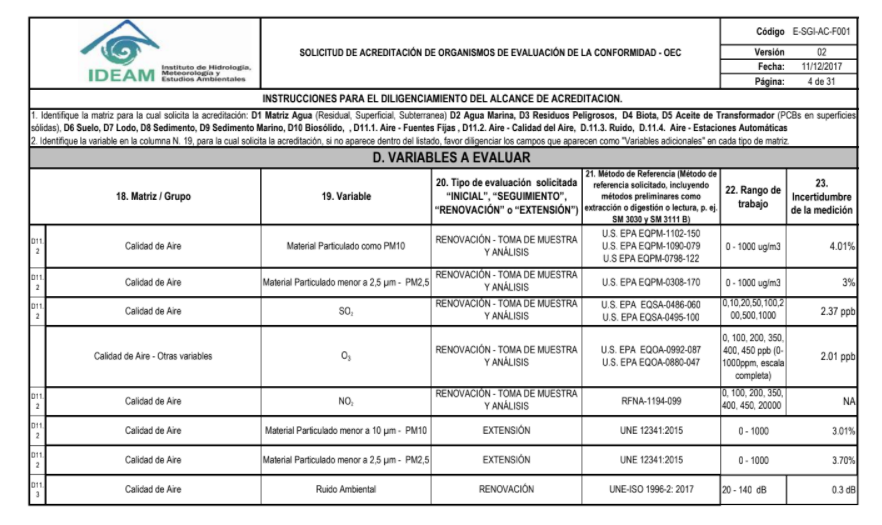 IDEAM
Instituto de Hidrología,
Meteorología y
Estudios Ambientales
SOLICITUD DE ACREDITACIÓN DE ORGANISMOS DE EVALUACIÓN DE LA CONFORMIDAD - OEC
Código E-SGI-AC-F001
Versión 02
Fecha: 11/12/2017
Página: 4 de 31
INSTRUCCIONES PARA EL DILIGENCIAMIENTO DEL ALCANCE DE ACREDITACIÓN.
1. Identifique la matriz para la cual solicita la acreditación: D1 Matriz Agua (Residual, Superficial, Subterranea) D2 Agua Marina, D3 Residuos Peligrosos, D4 Biota, D5 Aceite de Transformador (PCBs en superficies
sólidas), D6 Suelo, D7 Lodo, D8 Sedimento, D9 Sedimento Marino, D10 Biosólido, , D11.1. Aire - Fuentes Fijas , D11.2. Aire - Calidad del Aire, D.11.3. Ruido, D.11.4. Aire - Estaciones Automáticas
2. Identifique la variable en la columna N. 19, para la cual solicita la acreditación, si no aparece dentro del listado, favor diligenciar los campos que aparecen como "Variables adicionales" en cada tipo de matriz.
D. VARIABLES A EVALUAR
18. Matriz / Grupo
19. Variable
20. Tipo de evaluación solicitada
“INICIAL”, “SEGUIMIENTO”,
“RENOVACIÓN” o “EXTENSIÓN”)
21. Método de Referencia (Método de
referencia solicitado, incluyendo
métodos preliminares como
extracción o digestión o lectura, p. ej.
SM 3030 y SM 3111 B)
22. Rango de
trabajo
23.
Incertidumbre
de la medición
D11.
2
Calidad de Aire
Material Particulado como PM10
RENOVACIÓN - TOMA DE MUESTRA
Y ANÁLISIS
U.S. EPA EQPM-1102-150
U.S. EPA EQPM-1090-079
U.S EPA EQPM-0798-122
0 - 1000 ug/m3
4.01%
D11.
2
Calidad de Aire
Material Particulado menor a 2,5 µm - PM2,5
RENOVACIÓN - TOMA DE MUESTRA
Y ANÁLISIS
U.S. EPA EQPM-0308-170
0 - 1000 ug/m3
3%
D11.
2
Calidad de Aire
SO₂
RENOVACIÓN - TOMA DE MUESTRA
Y ANÁLISIS
U.S. EPA EQSA-0486-060
U.S. EPA EQSA-0495-100
0,10,20,50,100,2
00,500,1000
2.37 ppb
Calidad de Aire - Otras variables
O₃
RENOVACIÓN - TOMA DE MUESTRA
Y ANÁLISIS
U.S. EPA EQOA-0992-087
U.S. EPA EQOA-0880-047
0, 100, 200, 350,
400, 450 ppb (0-
1000ppm, escala
completa)
2.01 ppb
D11.
2
Calidad de Aire
NO₂
RENOVACIÓN - TOMA DE MUESTRA
Y ANÁLISIS
RFNA-1194-099
0, 100, 200, 350,
400, 450, 20000
NA
D11.
2
Calidad de Aire
Material Particulado menor a 10 µm - PM10
EXTENSIÓN
UNE 12341:2015
0 - 1000
3.01%
D11.
2
Calidad de Aire
Material Particulado menor a 2,5 µm - PM2,5
EXTENSIÓN
UNE 12341:2015
0 - 1000
3.70%
D11.
3
Calidad de Aire
Ruido Ambiental
RENOVACIÓN
UNE-ISO 1996-2: 2017
20 - 140 dB
0.3 dB